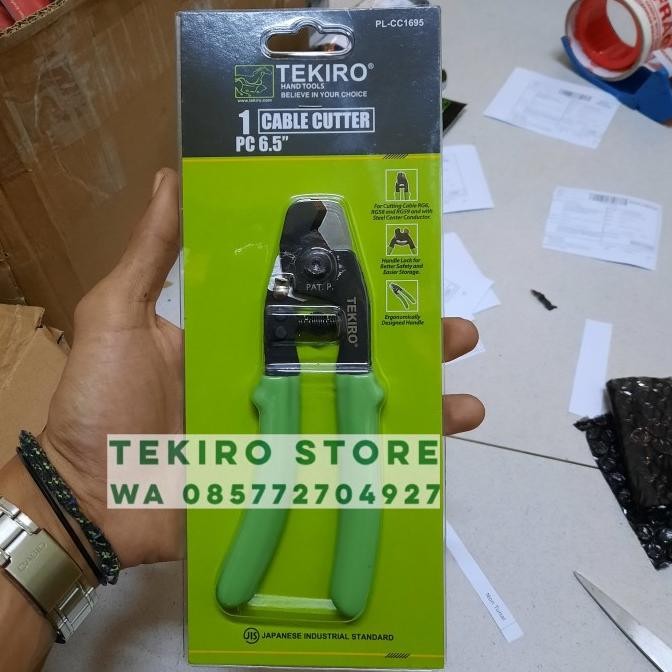 PL-CC1695
TEKIRO®
HAND TOOLS
BELIEVE IN YOUR CHOICE
www.tekiro.com
1 CABLE CUTTER
PC 6.5"
For Cutting Cable RG6,
RG58 and RG59 and with
Steel Center Conductor.
Handle Lock for
Better Safety and
Easier Storage.
Ergonomically
Designed Handle
PAT. P.
TEKIRO®
TEKIRO STORE
WA 085772704927
JIS JAPANESE INDUSTRIAL STANDARD
CASIO
Non Tunai